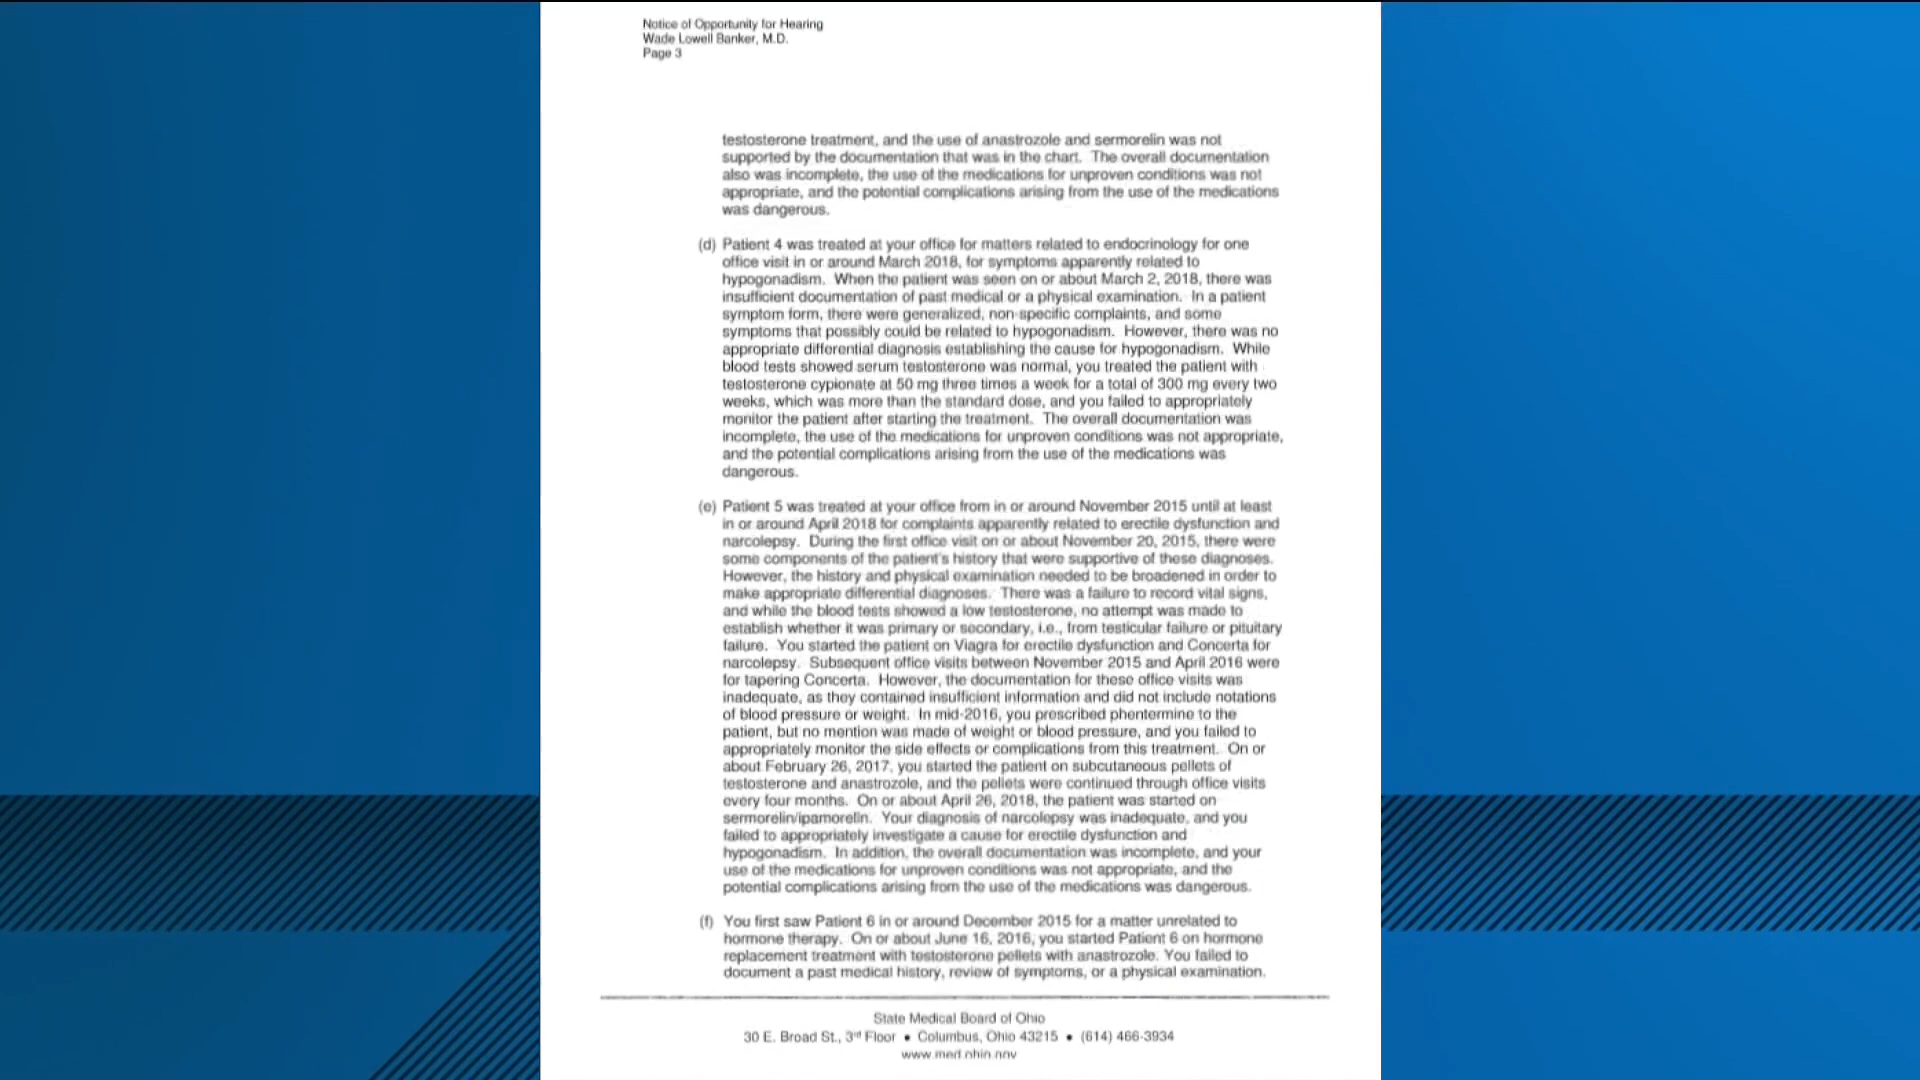 Notice of Opportunity for Hearing
Wade Lowell Banker, M.D.
Page 3
testosterone treatment, and the use of anastrozole and sermorelin was not
supported by the documentation that was in the chart. The overall documentation
also was incomplete, the use of the medications for unproven conditions was not
appropriate, and the potential complications arising from the use of the medications
was dangerous.
(d) Patient 4 was treated at your office for matters related to endocrinology for one
office visit in or around March 2018, for symptoms apparently related to
hypogonadism. When the patient was seen on or about March 2, 2018, there was
insufficient documentation of past medical or a physical examination. In a patient
symptom form, there were generalized, non-specific complaints, and some
symptoms that possibly could be related to hypogonadism. However, there was no
appropriate differential diagnosis establishing the cause for hypogonadism. While
blood tests showed serum testosterone was normal, you treated the patient with
testosterone cypionate at 50 mg three times a week for a total of 300 mg every two
weeks, which was more than the standard dose, and you failed to appropriately
monitor the patient after starting the treatment. The overall documentation was
incomplete, the use of the medications for unproven conditions was not appropriate,
and the potential complications arising from the use of the medications was
dangerous.
(e) Patient 5 was treated at your office from in or around November 2015 until at least
in or around April 2018 for complaints apparently related to erectile dysfunction and
narcolepsy. During the first office visit on or about November 20, 2015, there were
some components of the patient's history that were supportive of these diagnoses.
However, the history and physical examination needed to be broadened in order to
make appropriate differential diagnoses. There was a failure to record vital signs,
and while the blood tests showed a low testosterone, no attempt was made to
establish whether it was primary or secondary, i.e., from testicular failure or pituitary
failure. You started the patient on Viagra for erectile dysfunction and Concerta for
narcolepsy. Subsequent office visits between November 2015 and April 2016 were
for tapering Concerta. However, the documentation for these office visits was
inadequate, as they contained insufficient information and did not include notations
of blood pressure or weight. In mid-2016, you prescribed phentermine to the
patient, but no mention was made of weight or blood pressure, and you failed to
appropriately monitor the side effects or complications from this treatment. On or
about February 26, 2017, you started the patient on subcutaneous pellets of
testosterone and anastrozole, and the pellets were continued through office visits
every four months. On or about April 26, 2018, the patient was started on
sermorelin/ipamorelin. Your diagnosis of narcolepsy was inadequate, and you
failed to appropriately investigate a cause for erectile dysfunction and
hypogonadism. In addition, the overall documentation was incomplete, and your
use of the medications for unproven conditions was not appropriate, and the
potential complications arising from the use of the medications was dangerous.
(f) You first saw Patient 6 in or around December 2015 for a matter unrelated to
hormone therapy. On or about June 16, 2016, you started Patient 6 on hormone
replacement treatment with testosterone pellets with anastrozole. You failed to
document a past medical history, review of symptoms, or a physical examination.
State Medical Board of Ohio
30 E. Broad St., 3rd Floor • Columbus, Ohio 43215 • (614) 466-3934
www.med.ohio.gov